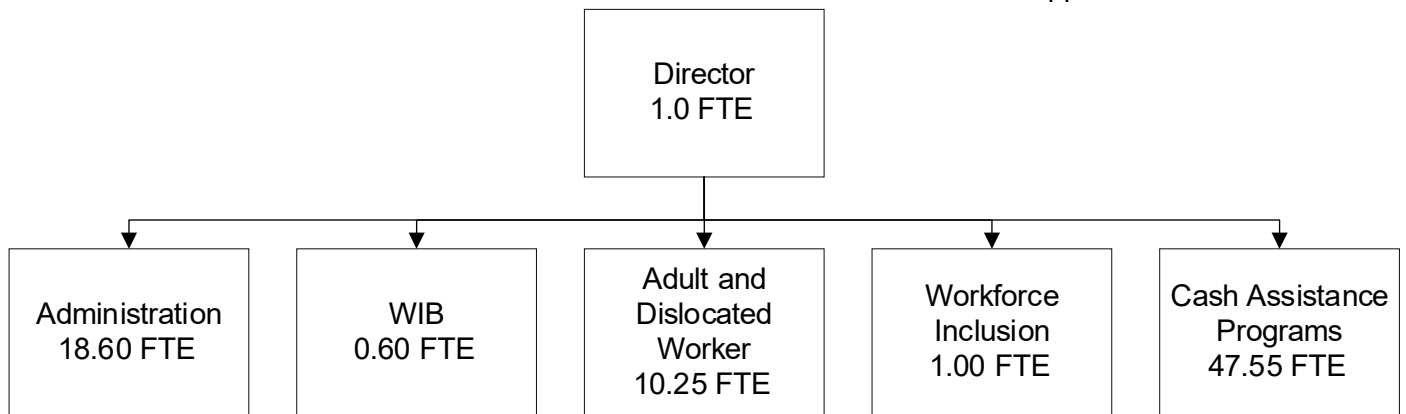 Director
1.0 FTE
Administration
18.60 FTE
WIB
0.60 FTE
Adult and
Dislocated
Worker
10.25 FTE
Workforce
Inclusion
1.00 FTE
Cash Assistance
Programs
47.55 FTE